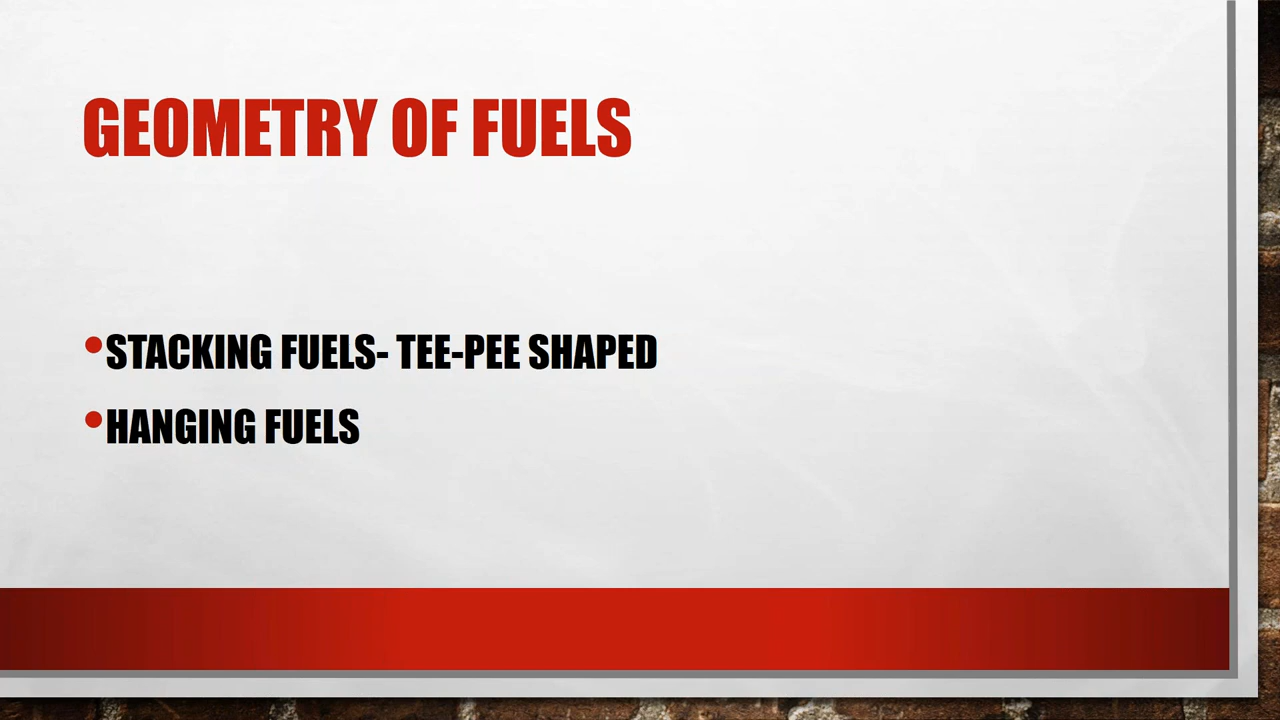 GEOMETRY OF FUELS
•STACKING FUELS- TEE-PEE SHAPED
•HANGING FUELS